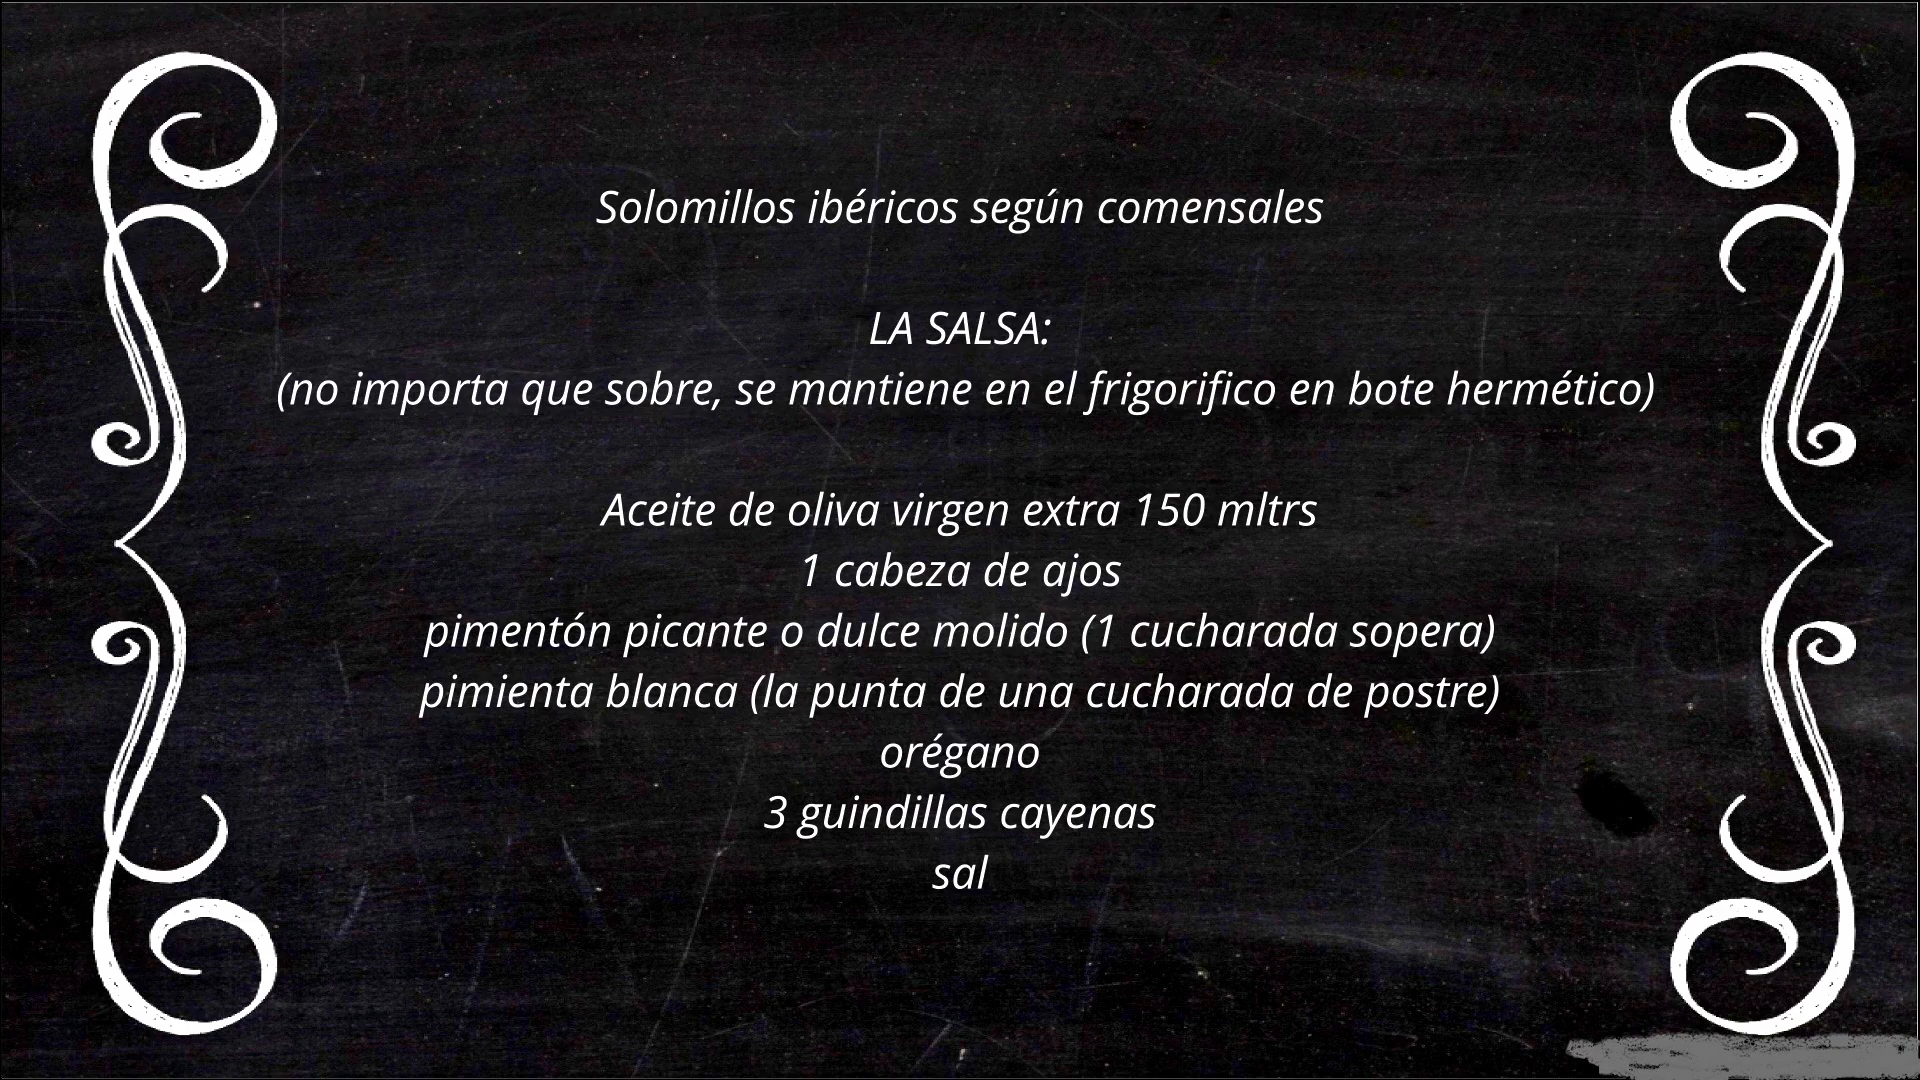 Solomillos ibéricos según comensales
LA SALSA:
(no importa que sobre, se mantiene en el frigorifico en bote hermético)
Aceite de oliva virgen extra 150 mltrs
1 cabeza de ajos
pimentón picante o dulce molido (1 cucharada sopera)
pimienta blanca (la punta de una cucharada de postre)
orégano
3 guindillas cayenas
sal